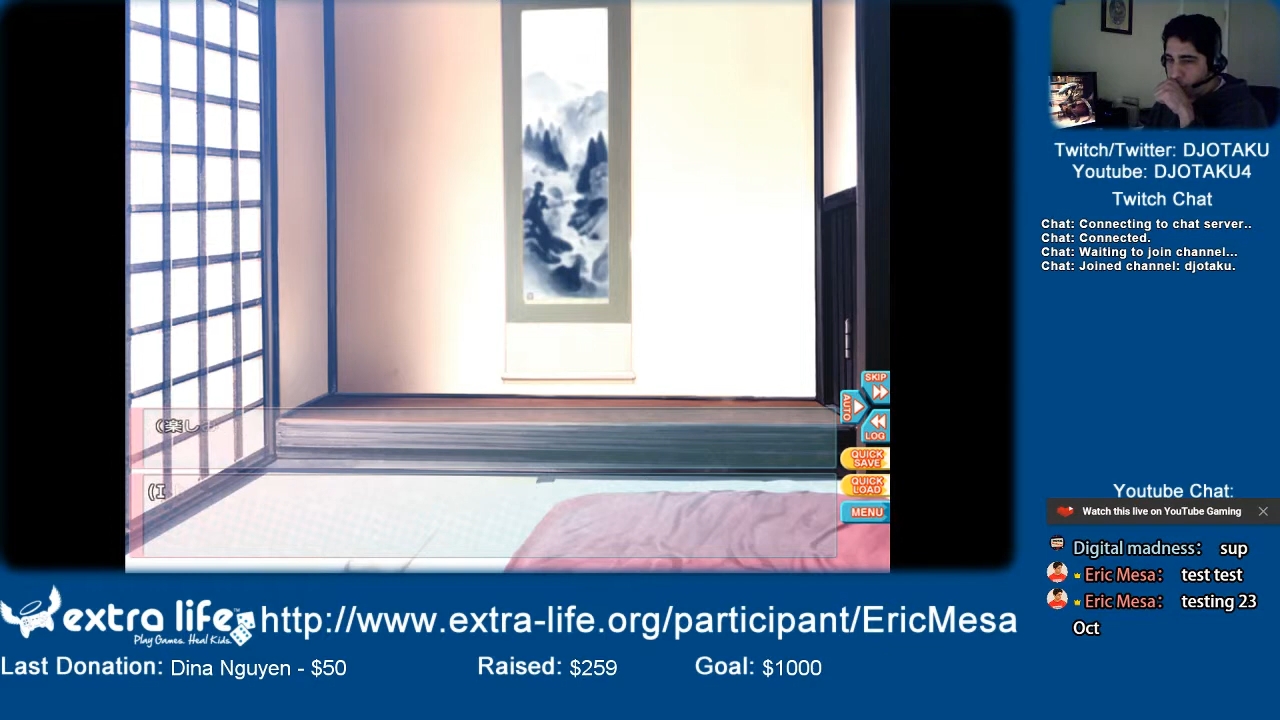 (楽し
(I
SKIP
AUTO
LOG
QUICK
SAVE
QUICK
LOAD
MENU
Twitch/Twitter: DJOTAKU
Youtube: DJOTAKU4
Twitch Chat
Chat: Connecting to chat server..
Chat: Connected.
Chat: Waiting to join channel...
Chat: Joined channel: djotaku.
Youtube Chat:
Watch this live on YouTube Gaming
Digital madness: sup
Eric Mesa: test test
Eric Mesa: testing 23
Oct
extra life
Play Games. Heal Kids.
http://www.extra-life.org/participant/EricMesa
Last Donation: Dina Nguyen - $50
Raised: $259
Goal: $1000